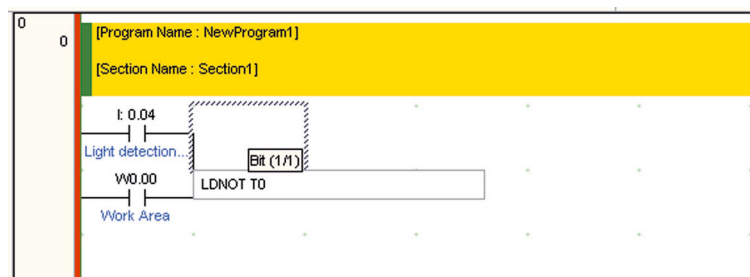 0
0
[Program Name : NewProgram1]
[Section Name : Section1]
I: 0.04
Light detection...
Bit (1/1)
W0.00
LDNOT T0
Work Area